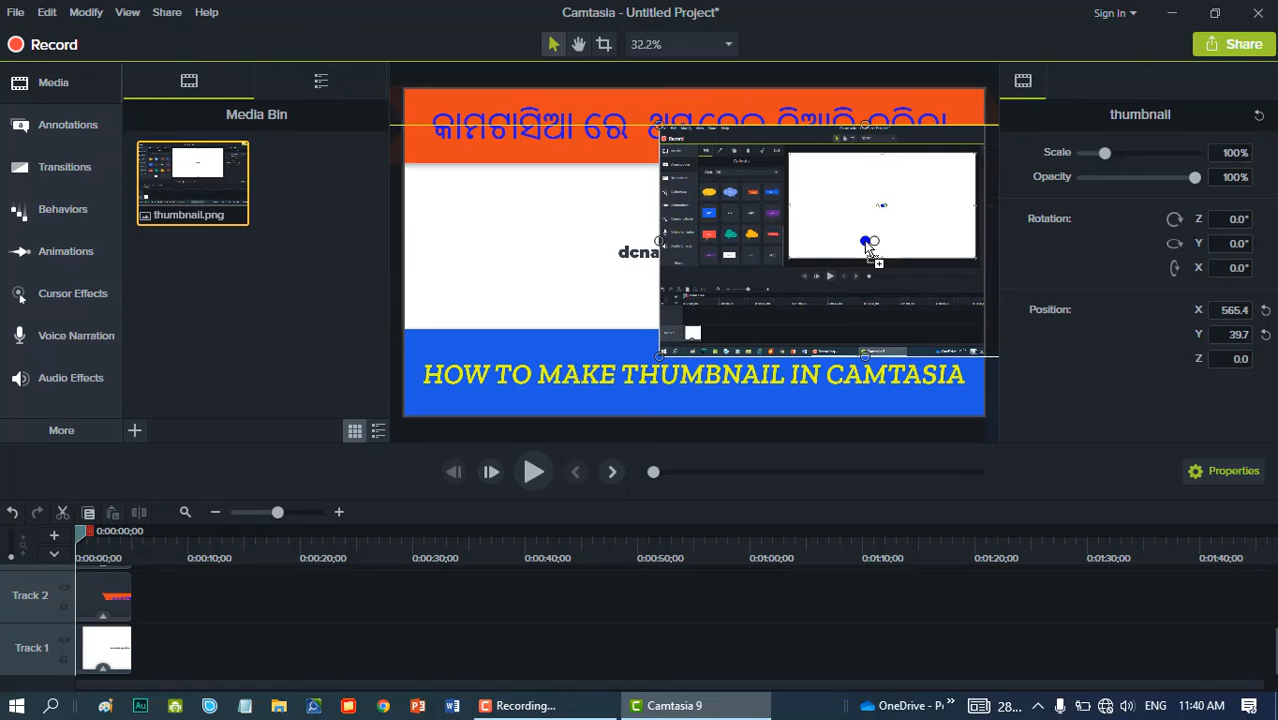 File Edit Modify View Share Help
Camtasia - Untitled Project*
Sign In
Record
32.2%
Share
Media
Annotations
Transitions
Behaviors
Animations
Cursor Effects
Voice Narration
Audio Effects
More
Media Bin
thumbnail.png
କାମଟାସିଆ ରେ
dcna
HOW TO MAKE THUMBNAIL IN CAMTASIA
thumbnail
Scale 100%
Opacity 100%
Rotation: Z 0.0°
Y 0.0°
X 0.0°
Position: X 565.4
Y 39.7
Z 0.0
Properties
0:00:00;00
0:00:00;00 0:00:10;00 0:00:20;00 0:00:30;00 0:00:40;00 0:00:50;00 0:01:00;00 0:01:10;00 0:01:20;00 0:01:30;00 0:01:40;00
Track 2
Track 1
Recording...
Camtasia 9
OneDrive - P
28...
ENG
11:40 AM